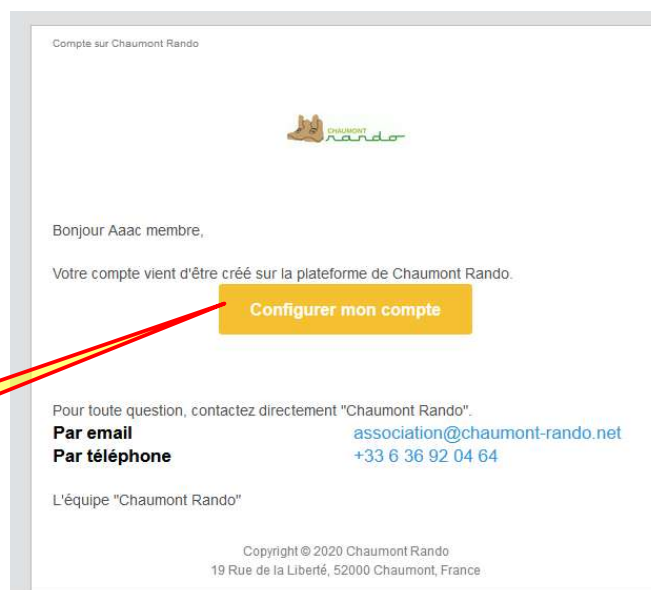 Compte sur Chaumont Rando
CHAUMONT
rando
Bonjour Aaac membre,
Votre compte vient d'être créé sur la plateforme de Chaumont Rando.
Configurer mon compte
Pour toute question, contactez directement "Chaumont Rando".
Par email association@chaumont-rando.net
Par téléphone +33 6 36 92 04 64
L'équipe "Chaumont Rando"
Copyright © 2020 Chaumont Rando
19 Rue de la Liberté, 52000 Chaumont, France